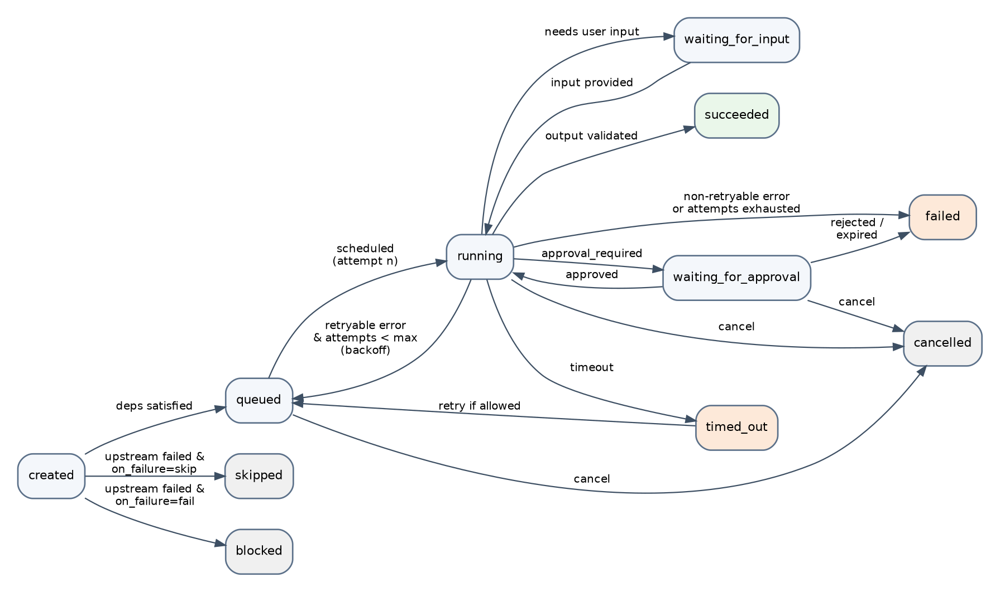 needs user input
waiting_for_input
input provided
succeeded
output validated
non-retryable error
or attempts exhausted
failed
rejected /
expired
scheduled
(attempt n)
running
approval_required
waiting_for_approval
approved
cancel
retryable error
& attempts < max
(backoff)
cancel
cancelled
timeout
deps satisfied
queued
retry if allowed
timed_out
upstream failed &
on_failure=skip
created
skipped
cancel
upstream failed &
on_failure=fail
blocked